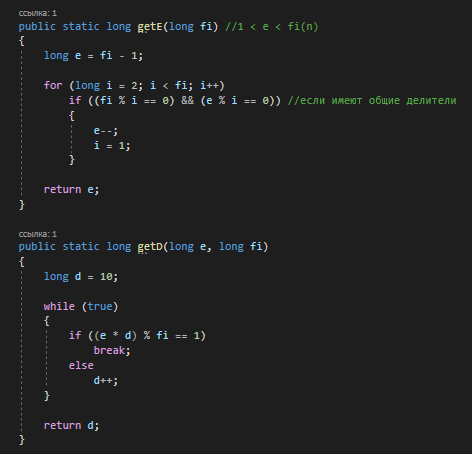 ссылка: 1
public static long getE(long fi) //1 < e < fi(n)
{
    long e = fi - 1;

    for (long i = 2; i < fi; i++)
        if ((fi % i == 0) && (e % i == 0)) //если имеют общие делители
        {
            e--;
            i = 1;
        }

    return e;
}

ссылка: 1
public static long getD(long e, long fi)
{
    long d = 10;

    while (true)
    {
        if ((e * d) % fi == 1)
            break;
        else
            d++;
    }

    return d;
}